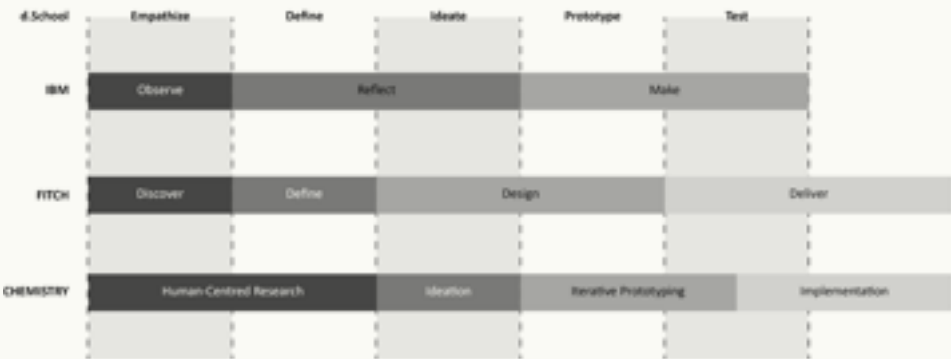 d.School Empathize Define Ideate Prototype Test
IBM Observe Reflect Make
FITCH Discover Define Design Deliver
CHEMISTRY Human Centred Research Ideation Iterative Prototyping Implementation